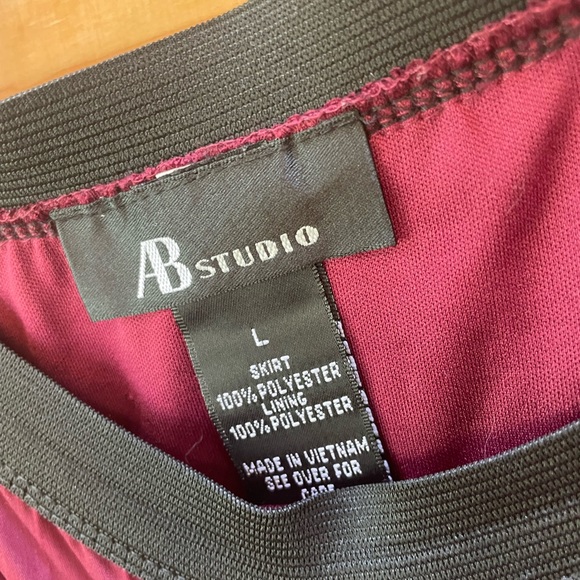 AB STUDIO
L
SKIRT
100% POLYESTER
LINING
100% POLYESTER
MADE IN VIETNAM
SEE OVER FOR
CARE